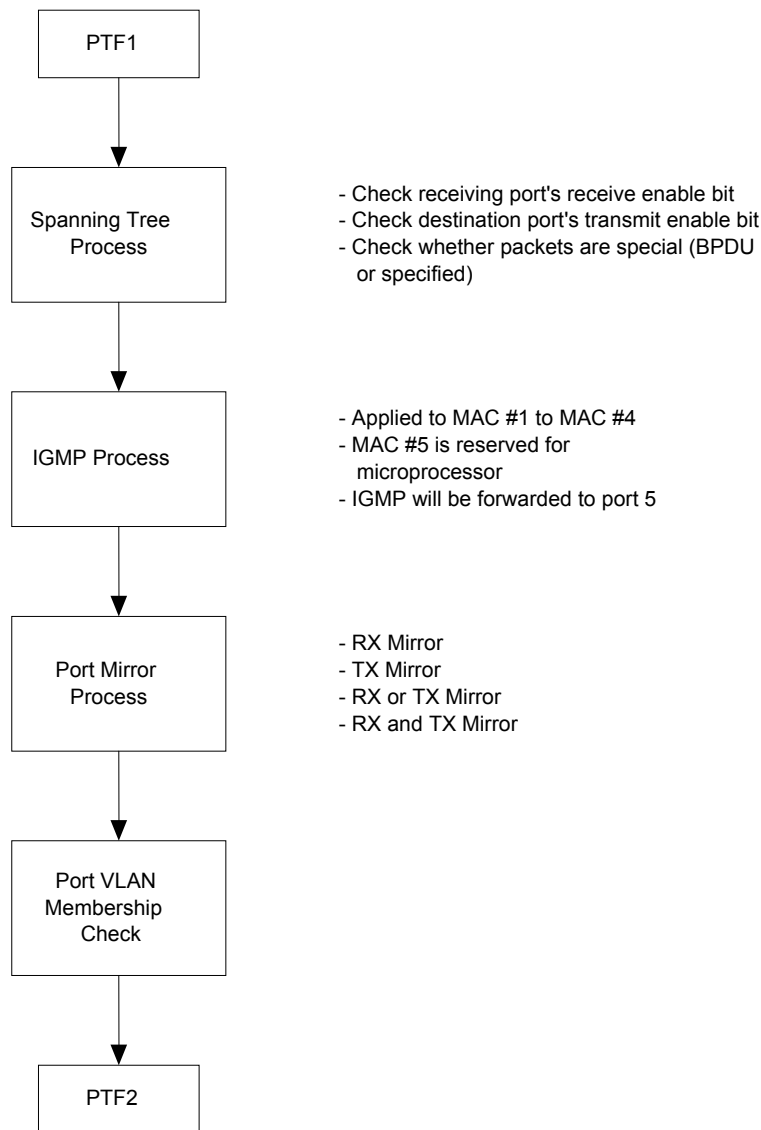 PTF1
Spanning Tree
Process
- Check receiving port's receive enable bit
- Check destination port's transmit enable bit
- Check whether packets are special (BPDU
or specified)
IGMP Process
- Applied to MAC #1 to MAC #4
- MAC #5 is reserved for
microprocessor
- IGMP will be forwarded to port 5
Port Mirror
Process
- RX Mirror
- TX Mirror
- RX or TX Mirror
- RX and TX Mirror
Port VLAN
Membership
Check
PTF2